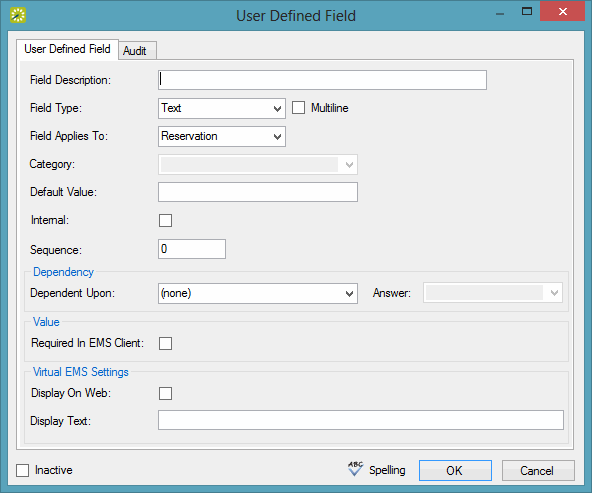 User Defined Field
User Defined Field Audit
Field Description:
Field Type: Text Multiline
Field Applies To: Reservation
Category:
Default Value:
Internal:
Sequence: 0
Dependency
Dependent Upon: (none) Answer:
Value
Required In EMS Client:
Virtual EMS Settings
Display On Web:
Display Text:
Inactive ABC Spelling OK Cancel